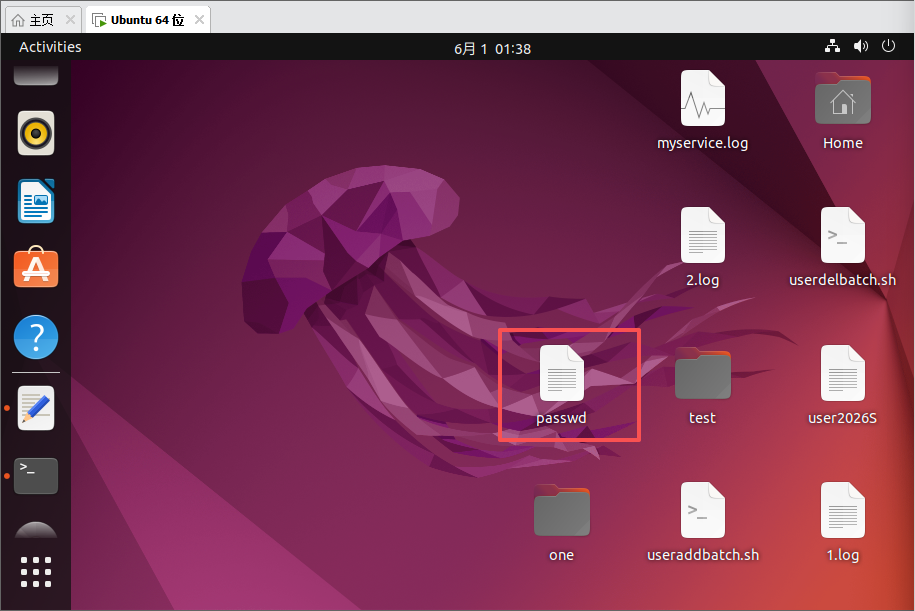 主页
Ubuntu 64 位
Activities
6月 1 01:38
myservice.log
Home
2.log
userdelbatch.sh
passwd
test
user2026S
one
useraddbatch.sh
1.log